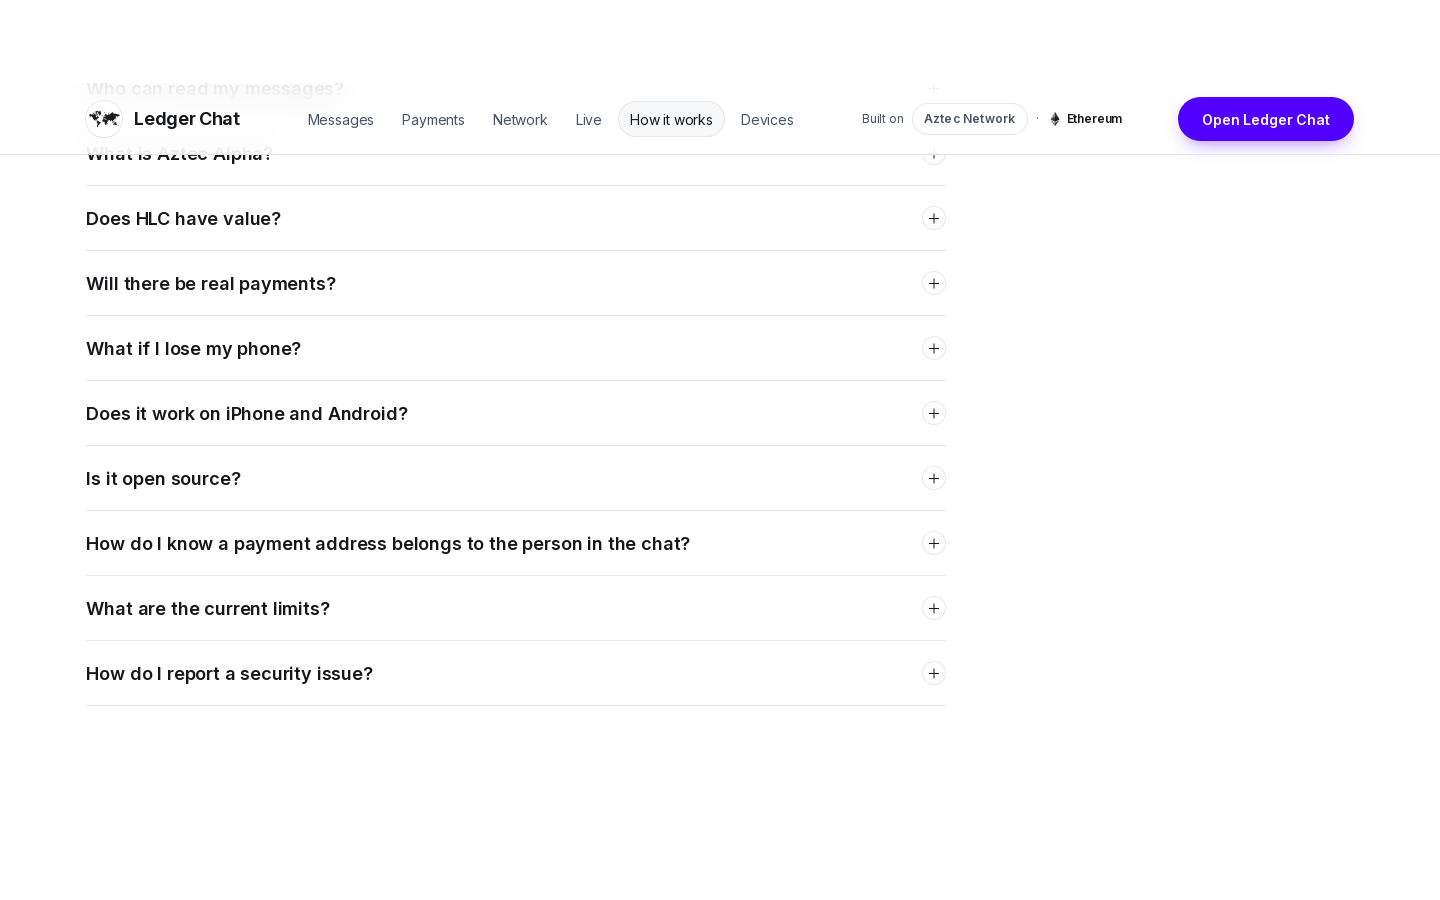 Who can read my messages?
Ledger Chat
Messages
Payments
Network
Live
How it works
Devices
Built on
Aztec Network
·
Ethereum
Open Ledger Chat
What is Aztec Alpha?
Does HLC have value?
Will there be real payments?
What if I lose my phone?
Does it work on iPhone and Android?
Is it open source?
How do I know a payment address belongs to the person in the chat?
What are the current limits?
How do I report a security issue?